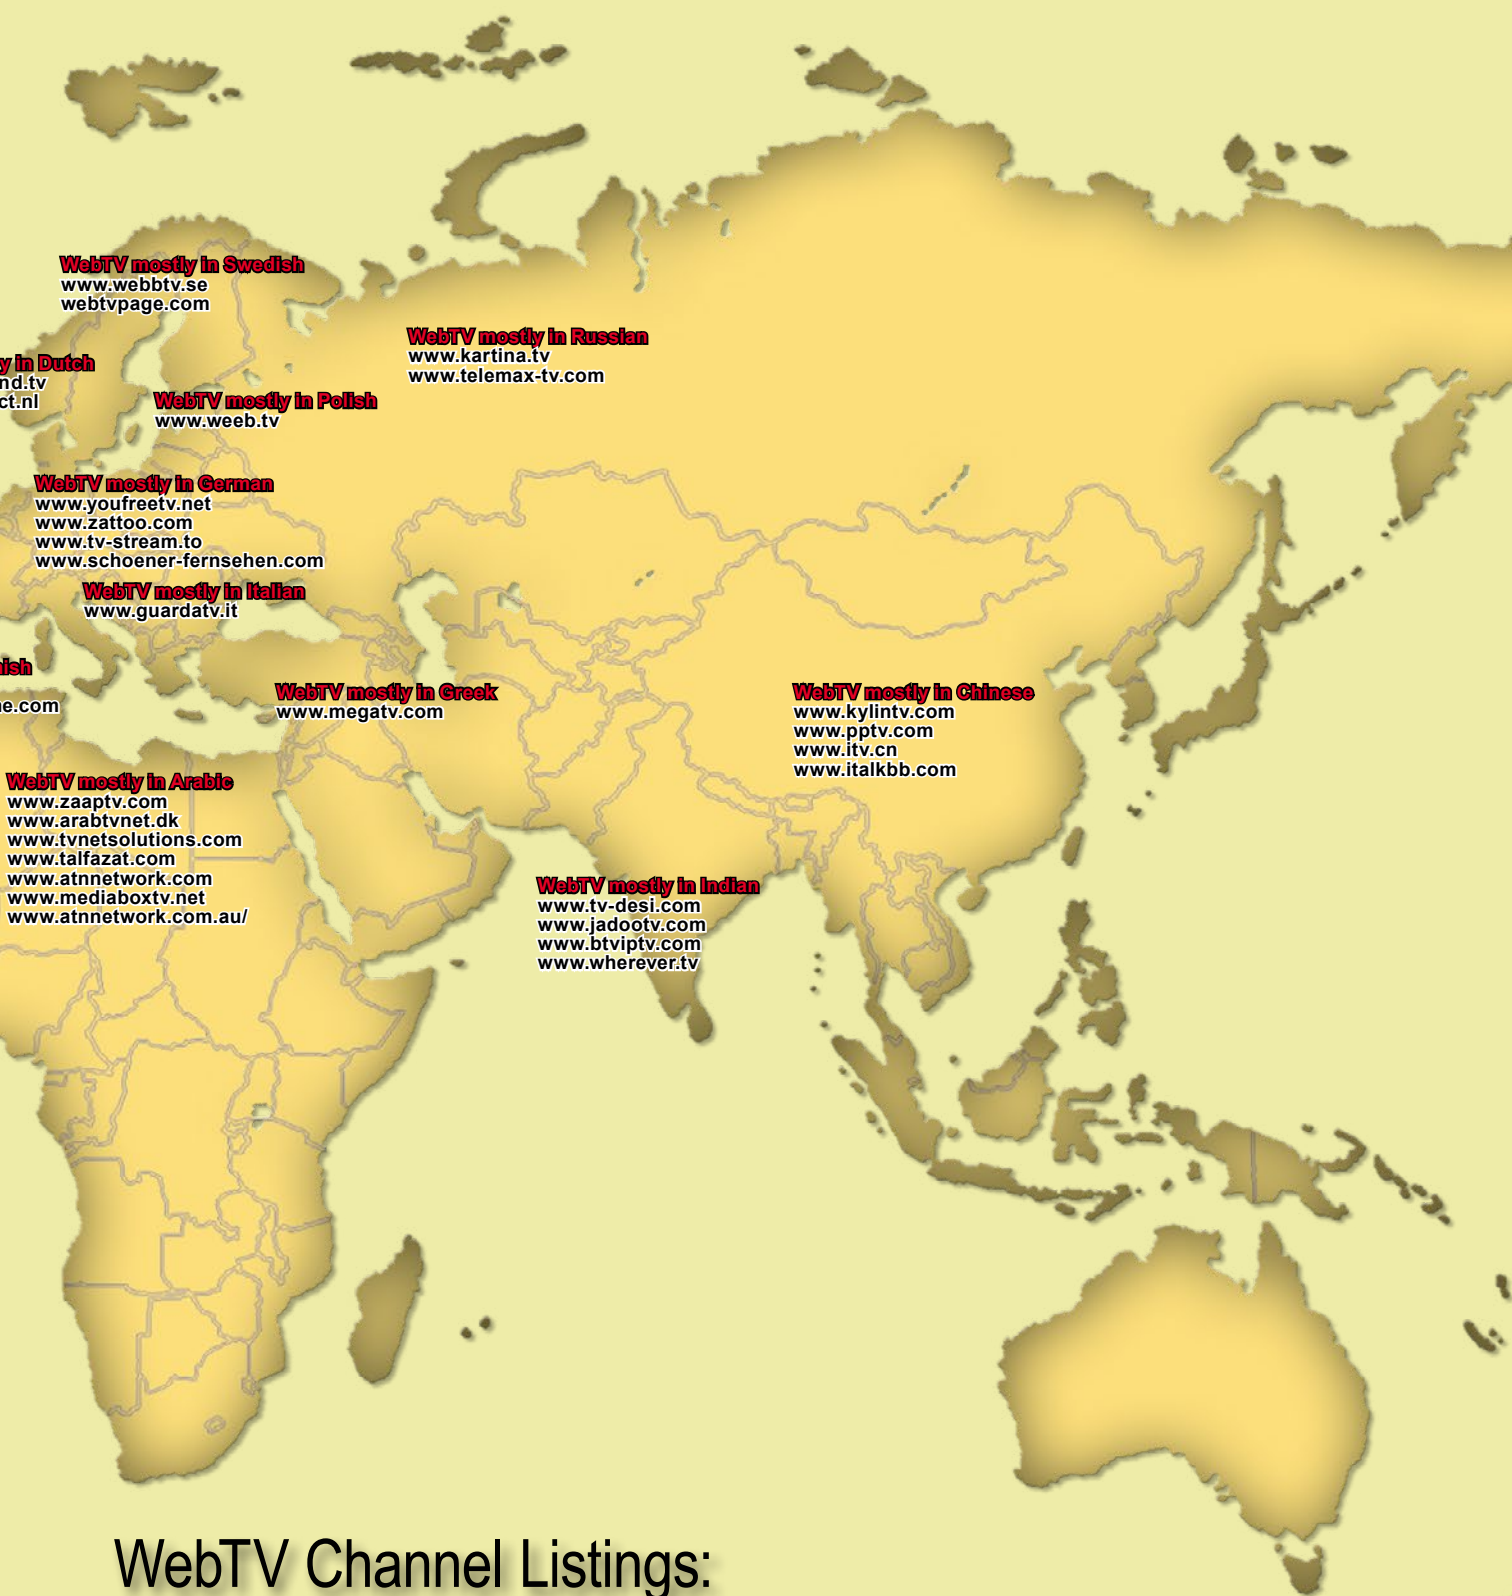 WebTV mostly in Swedish
www.webbtv.se
webtvpage.com
WebTV mostly in Russian
www.kartina.tv
www.telemax-tv.com
y in Dutch
nd.tv
ct.nl
WebTV mostly in Polish
www.weeb.tv
WebTV mostly in German
www.youfreetv.net
www.zattoo.com
www.tv-stream.to
www.schoener-fernsehen.com
WebTV mostly in Italian
www.guardatv.it
nish
ne.com
WebTV mostly in Greek
www.megatv.com
WebTV mostly in Chinese
www.kylintv.com
www.pptv.com
www.itv.cn
www.italkbb.com
WebTV mostly in Arabic
www.zaaptv.com
www.arabtvnet.dk
www.tvnetsolutions.com
www.talfazat.com
www.atnnetwork.com
www.mediaboxtv.net
www.atnnetwork.com.au/
WebTV mostly in Indian
www.tv-desi.com
www.jadootv.com
www.btviptv.com
www.wherever.tv
WebTV Channel Listings: